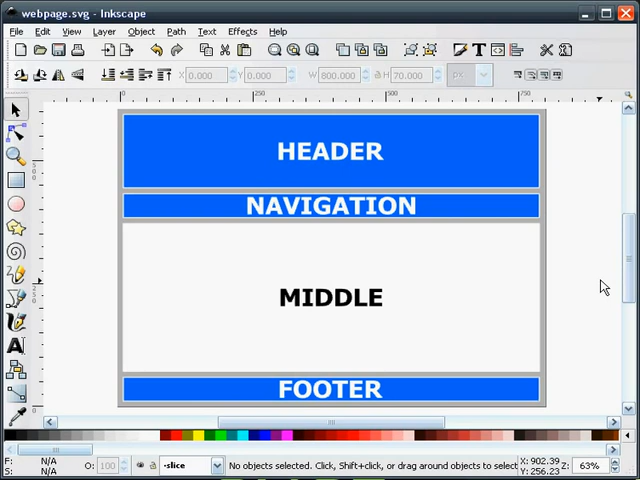 webpage.svg - Inkscape
File Edit View Layer Object Path Text Effects Help
X 0.000 Y 0.000 W 800.000 H 70.000 px
0 250 500 750
HEADER
NAVIGATION
MIDDLE
FOOTER
F: N/A
S: N/A
O: 100
·slice
No objects selected. Click, Shift+click, or drag around objects to select
X: 902.39
Y: 256.23
Z: 63%